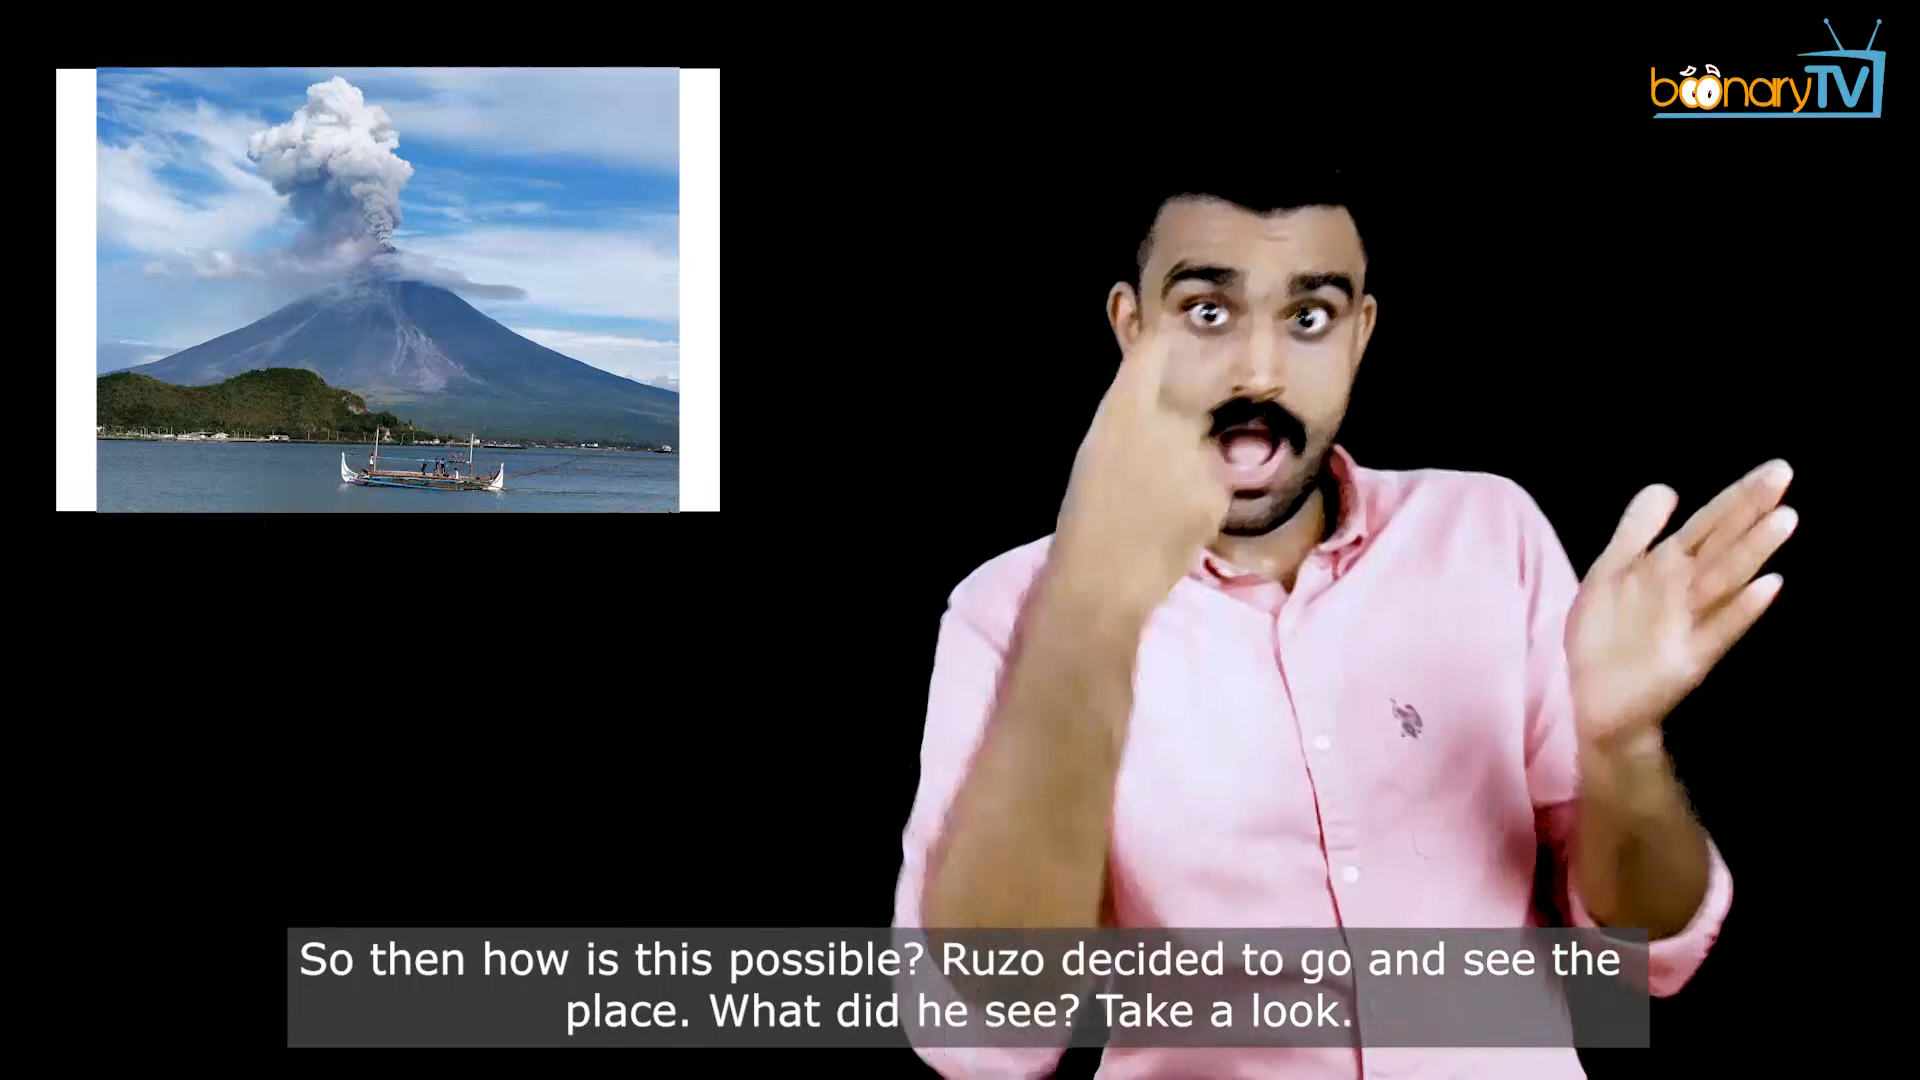 boonaryTV
So then how is this possible? Ruzo decided to go and see the
place. What did he see? Take a look.